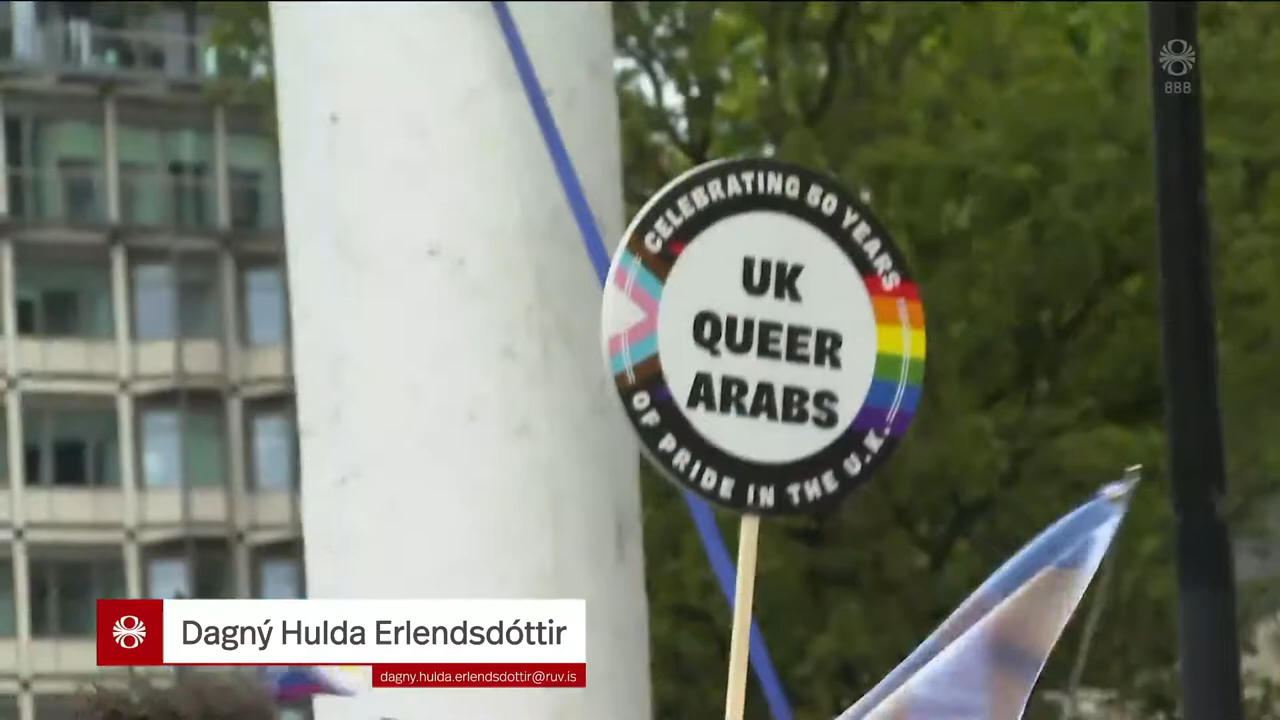 888
CELEBRATING 50 YEARS
UK
QUEER
ARABS
OF PRIDE IN THE U.K.
Dagný Hulda Erlendsdóttir
dagny.hulda.erlendsdottir@ruv.is